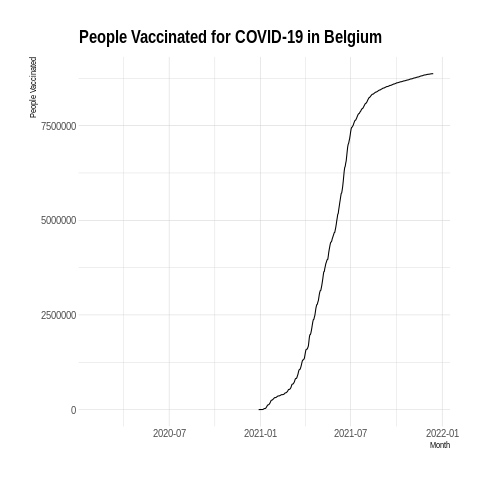 People Vaccinated for COVID-19 in Belgium
People Vaccinated
7500000
5000000
2500000
0
2020-07 2021-01 2021-07 2022-01
Month